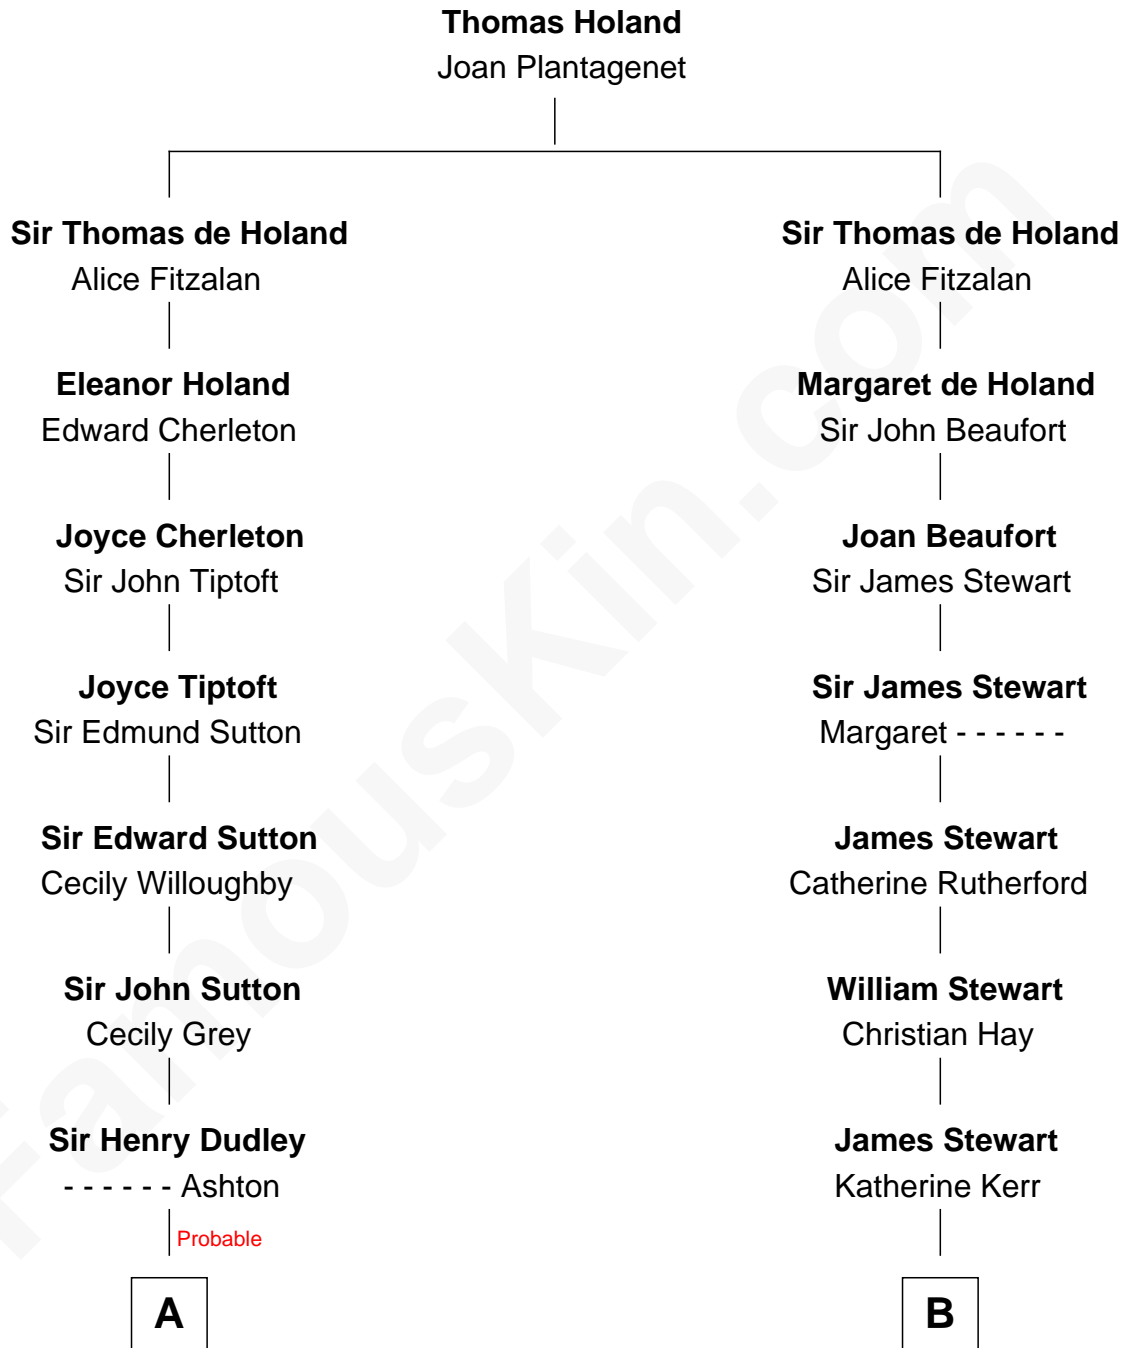 Thomas Holand
Joan Plantagenet
Sir Thomas de Holand
Alice Fitzalan
Sir Thomas de Holand
Alice Fitzalan
Eleanor Holand
Edward Cherleton
Margaret de Holand
Sir John Beaufort
Joyce Cherleton
Sir John Tiptoft
Joan Beaufort
Sir James Stewart
Joyce Tiptoft
Sir Edmund Sutton
Sir James Stewart
Margaret - - - - - -
Sir Edward Sutton
Cecily Willoughby
James Stewart
Catherine Rutherford
Sir John Sutton
Cecily Grey
William Stewart
Christian Hay
Sir Henry Dudley
- - - - - - Ashton
James Stewart
Katherine Kerr
Probable
A
B
FamousKin.com